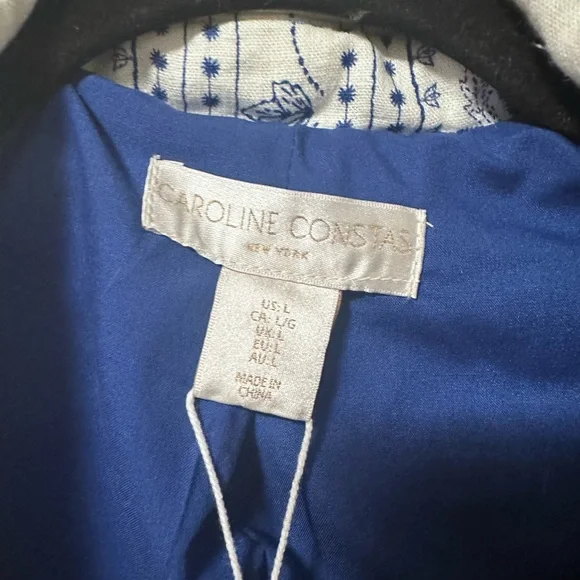 CAROLINE CONSTAS
NEW YORK
US: L
CA: L/G
UK: L
EU: L
AU: L
MADE IN
CHINA